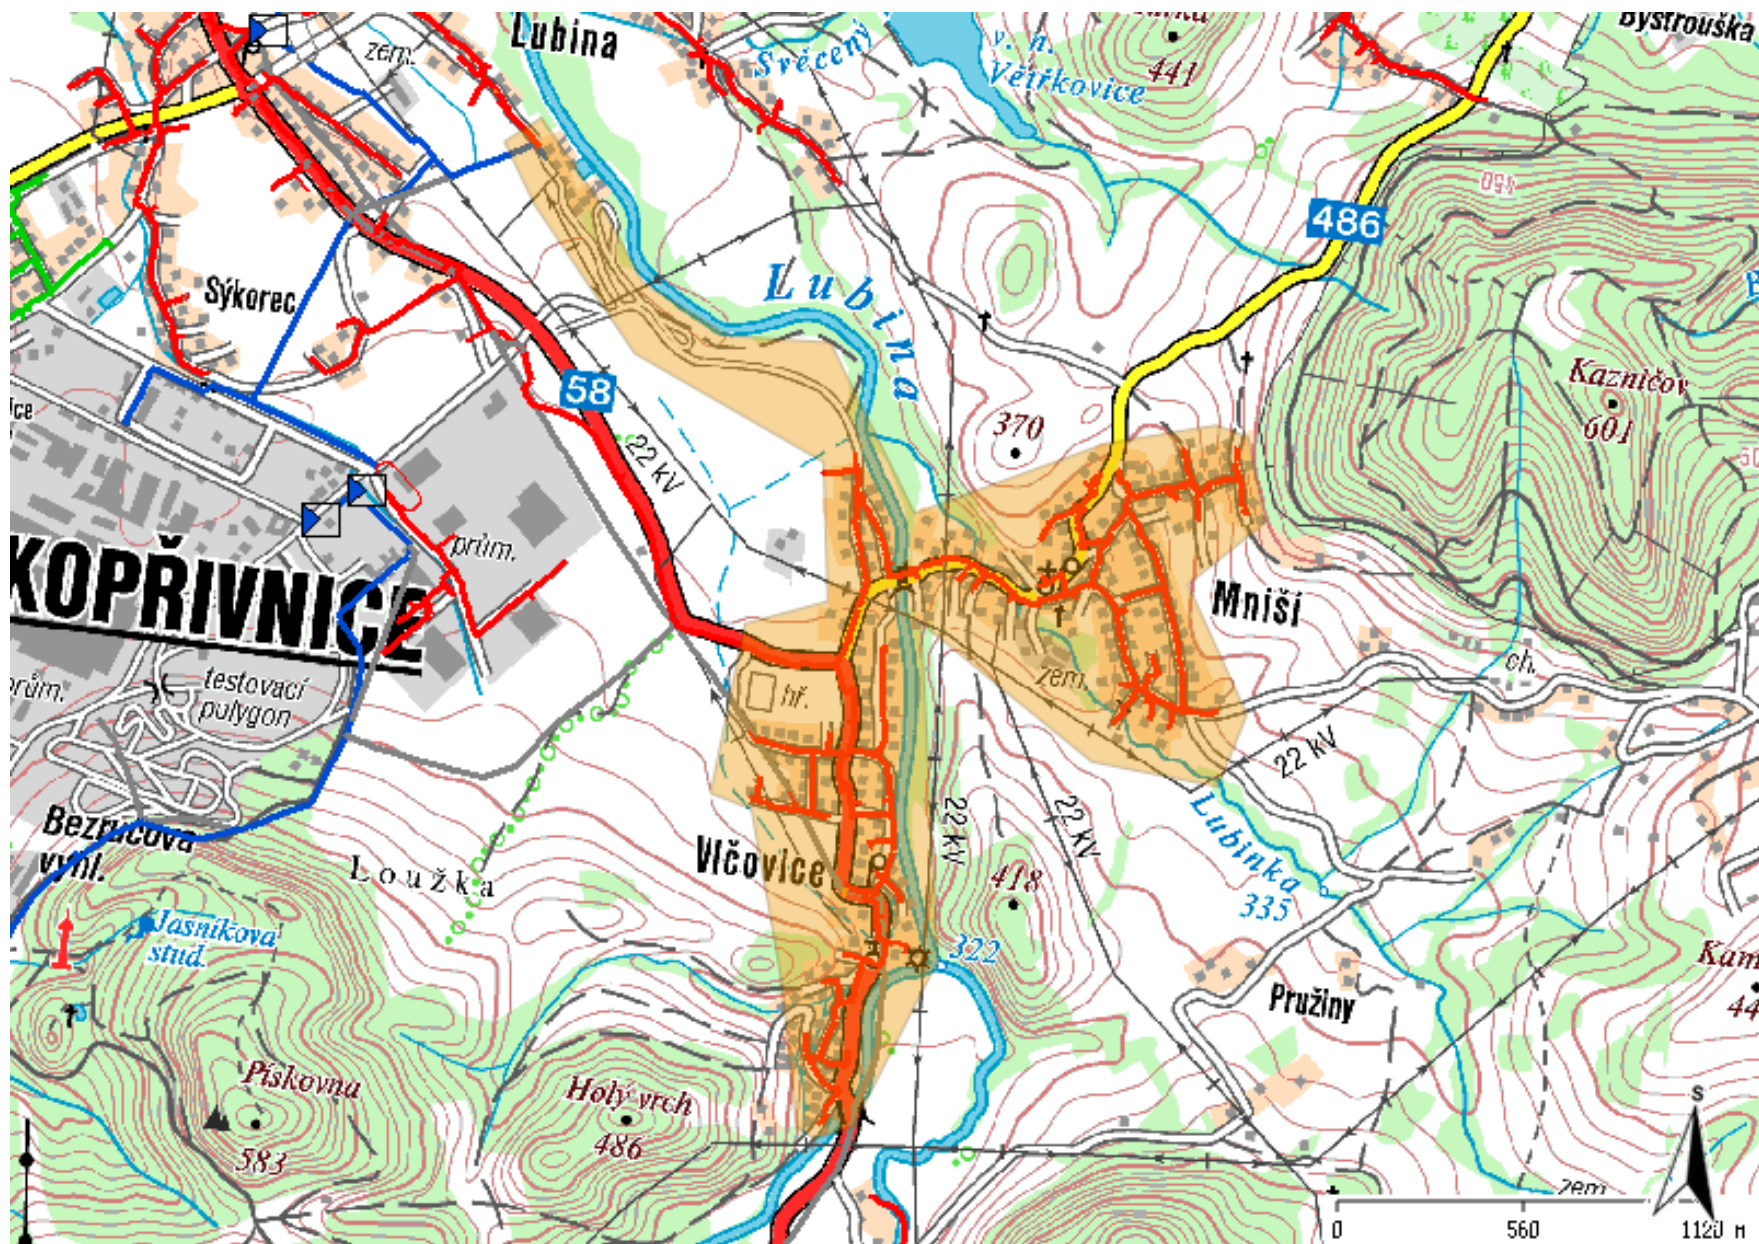 Lubina
zem.
Svěcený
v. n.
Větřkovice
441
Bystrouška
450
486
Sýkorec
Lubina
58
22 kV
370
Kazničov
601
prům.
KOPŘIVNICE
Mniší
zem.
ch.
testovací
polygon
hř.
22 kV
22 kV
22 kV
Bezručova
vyhl.
Loužka
Vlčovice
418
Lubinka
335
Jasníkova
stud.
322
Pružiny
Pískovna
583
Holý vrch
486
S
zem.
0
560
1120 M